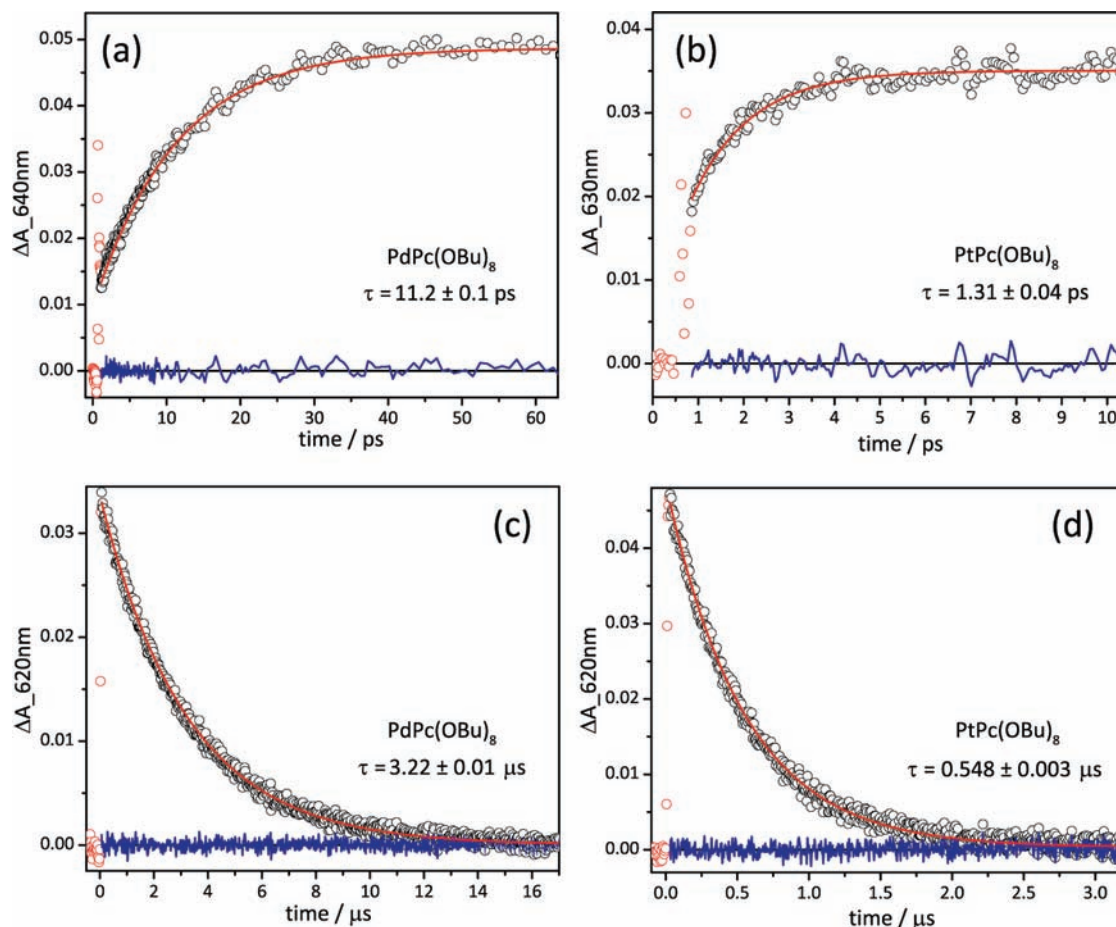 (a)
0.05
0.04
0.03
0.02
0.01
0.00
ΔA_640nm
PdPc(OBu)₈
τ = 11.2 ± 0.1 ps
0 10 20 30 40 50 60
time / ps
(b)
0.04
0.03
0.02
0.01
0.00
ΔA_630nm
PtPc(OBu)₈
τ = 1.31 ± 0.04 ps
0 1 2 3 4 5 6 7 8 9 10
time / ps
(c)
0.03
0.02
0.01
0.00
ΔA_620nm
PdPc(OBu)₈
τ = 3.22 ± 0.01 μs
0 2 4 6 8 10 12 14 16
time / μs
(d)
0.04
0.03
0.02
0.01
0.00
ΔA_620nm
PtPc(OBu)₈
τ = 0.548 ± 0.003 μs
0.0 0.5 1.0 1.5 2.0 2.5 3.0
time / μs